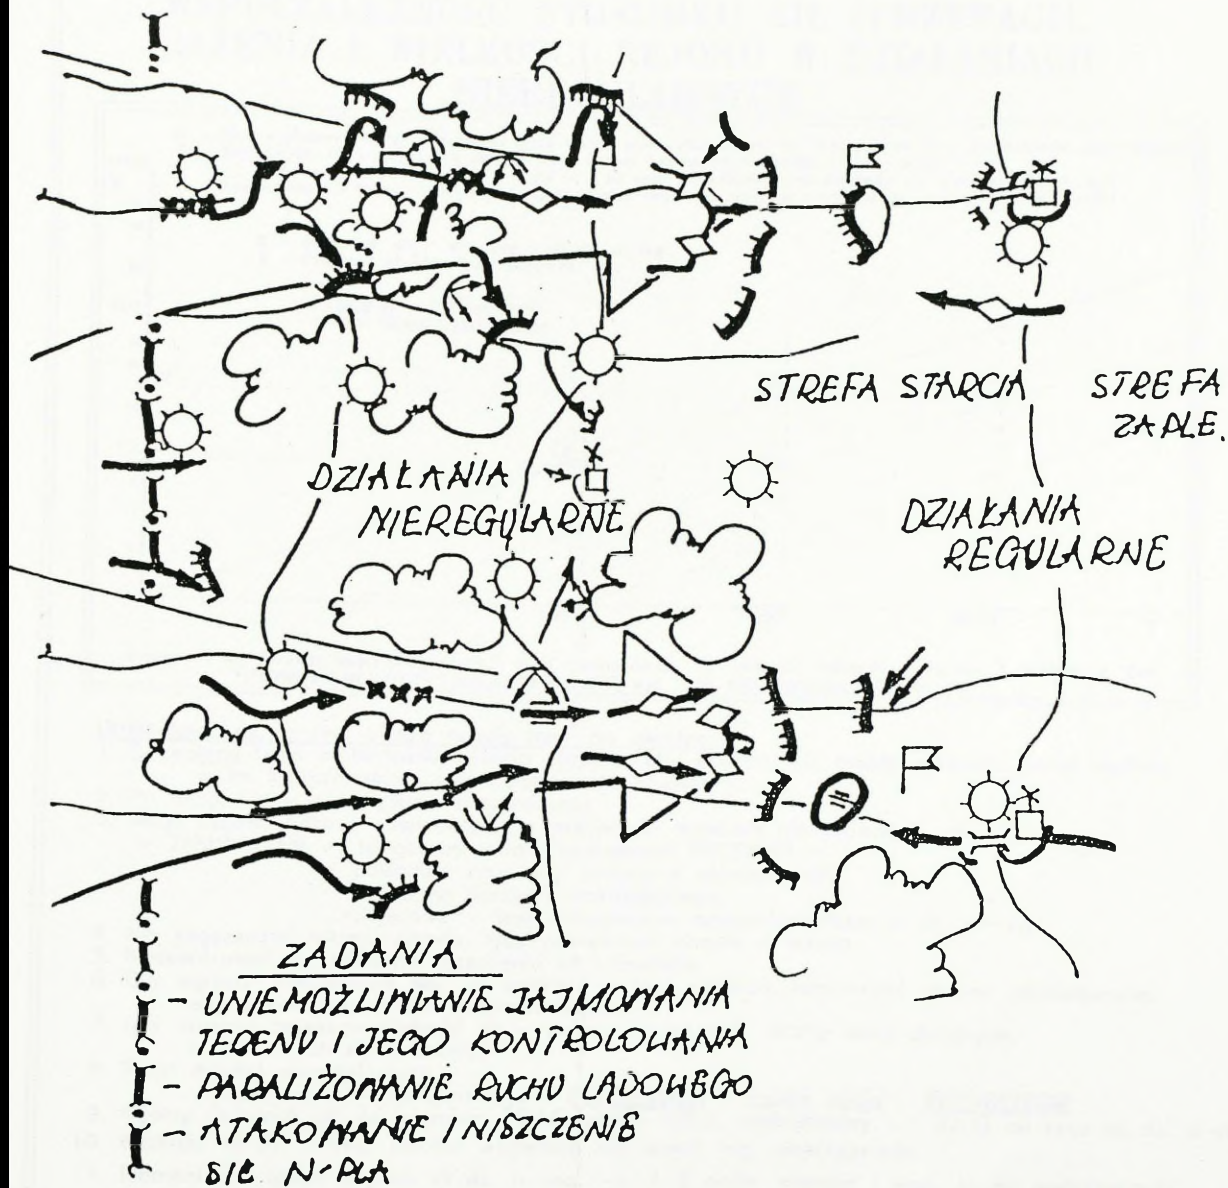 STREFA STARCIA
STREFA
ZAPLE.
DZIAŁANIA
NIEREGULARNE
DZIAŁANIA
REGULARNE
ZADANIA
- UNIEMOŻLIWIANIE ZAJMOWANIA
TERENU I JEGO KONTROLOWANIA
- PARALIŻOWANIE RUCHU LĄDOWEGO
- ATAKOWANIE I NISZCZENIE
SIŁ N-PLA